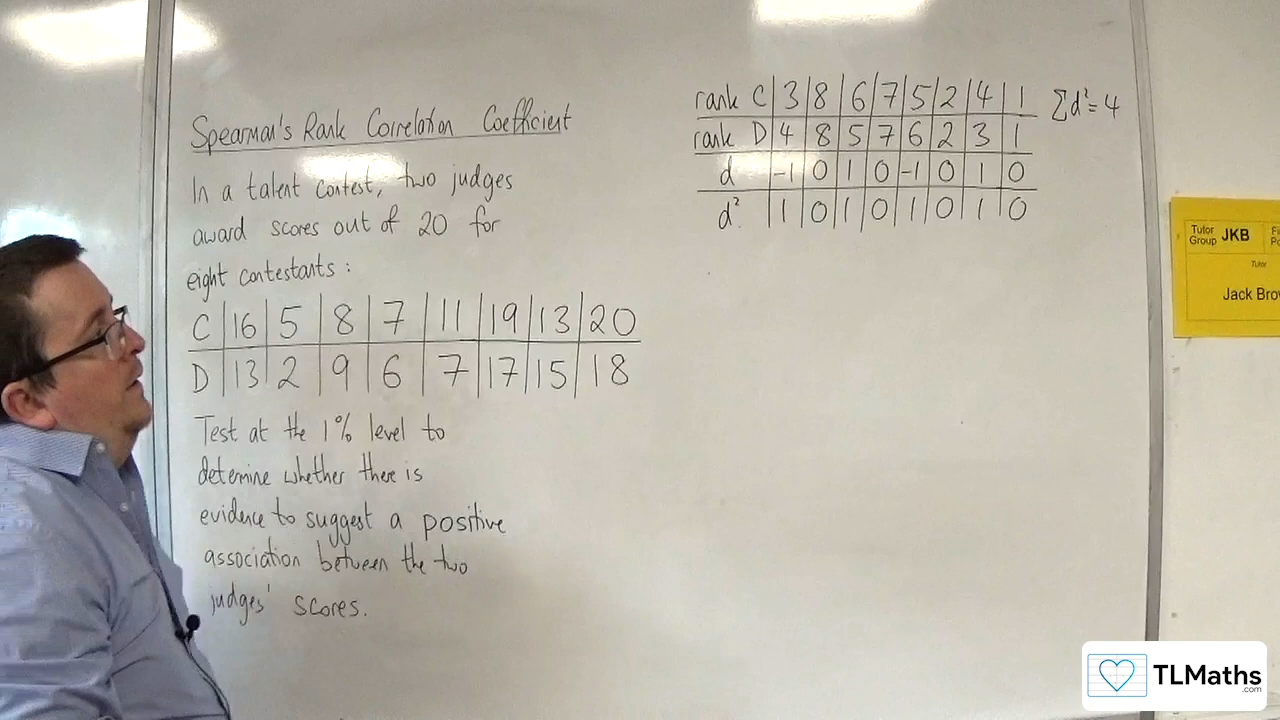 Spearman's Rank Correlation Coefficient
In a talent contest, two judges
award scores out of 20 for
eight contestants :
C 16 5 8 7 11 19 13 20
D 13 2 9 6 7 17 15 18
Test at the 1% level to
determine whether there is
evidence to suggest a positive
association between the two
judges' scores.
rank C 3 8 6 7 5 2 4 1 Σd²=4
rank D 4 8 5 7 6 2 3 1
d -1 0 1 0 -1 0 1 0
d² 1 0 1 0 1 0 1 0
Tutor Group JKB
Tutor
Jack Brow
TLMaths
.com